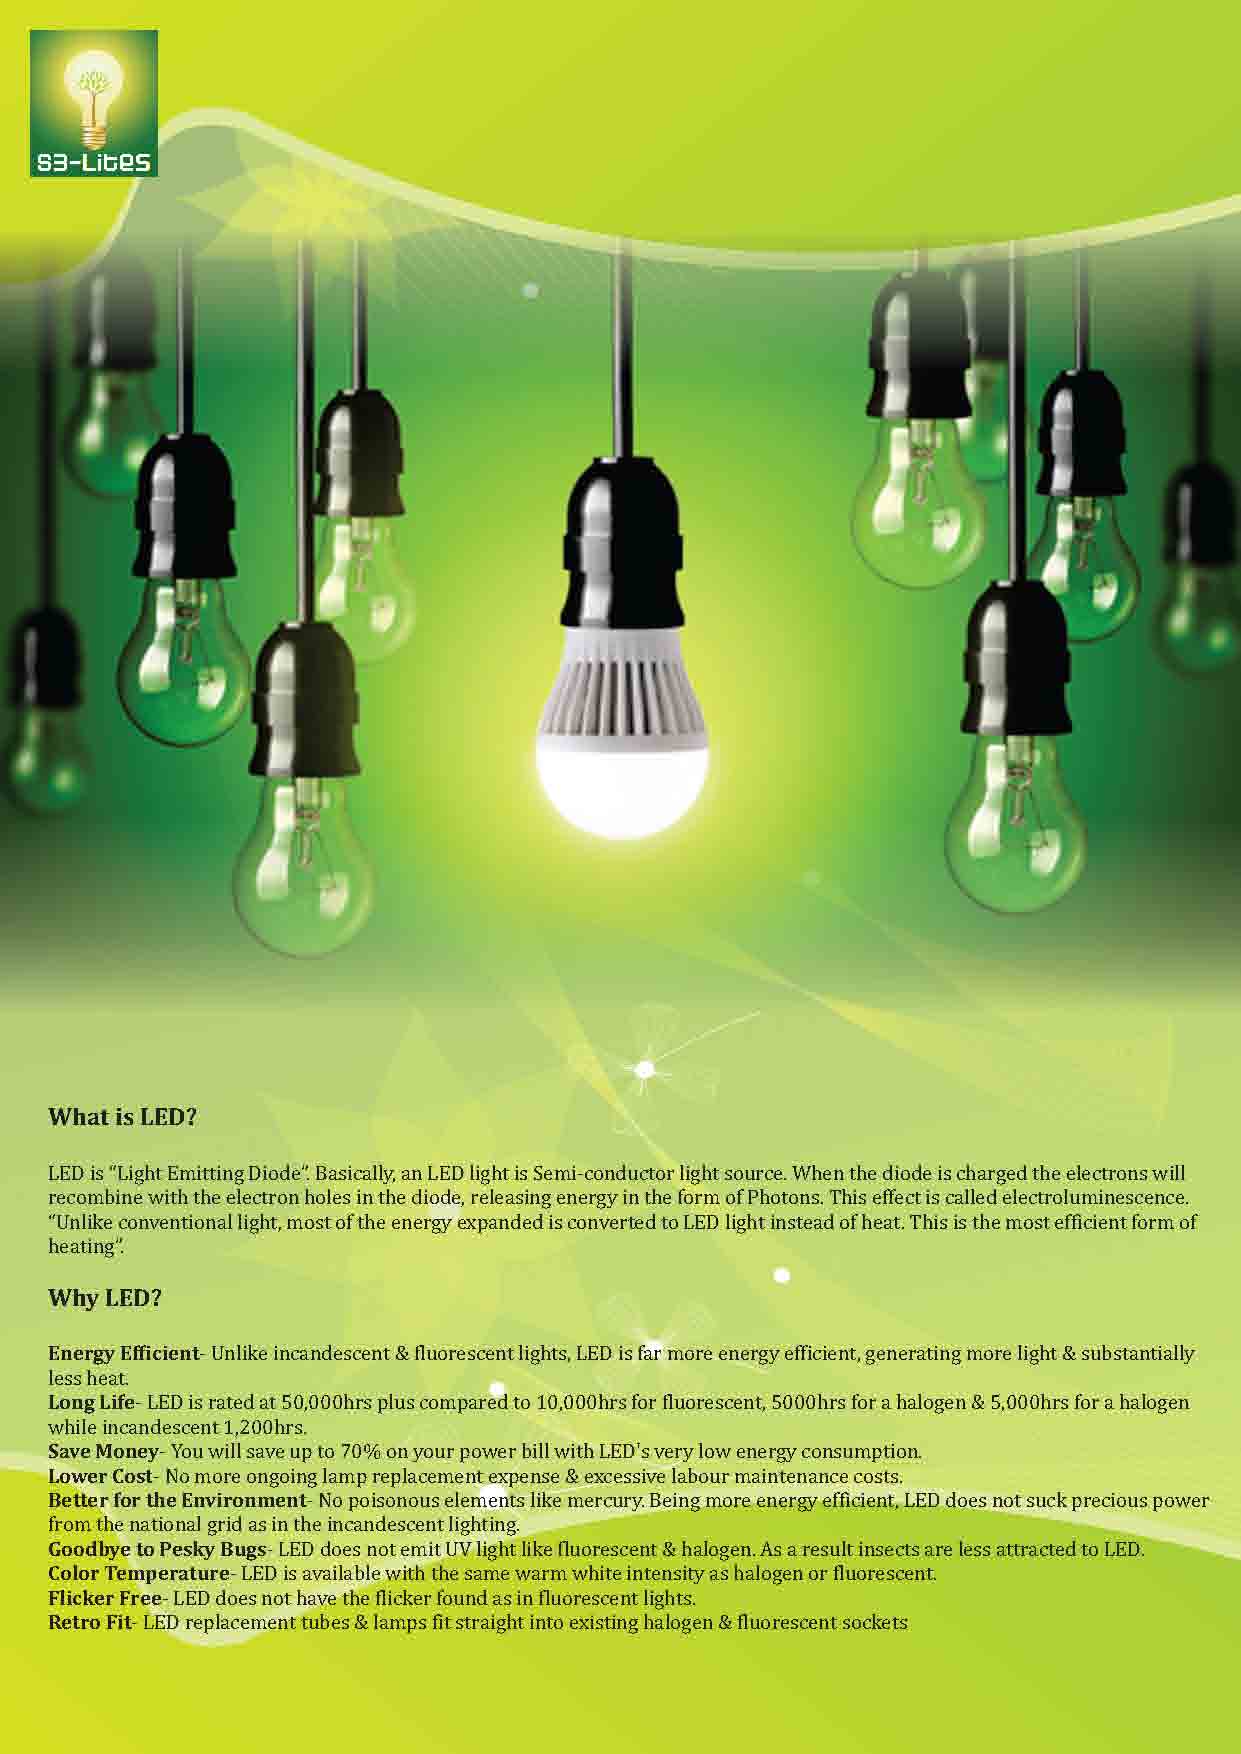 S3-Lites
What is LED?
LED is “Light Emitting Diode”. Basically, an LED light is Semi-conductor light source. When the diode is charged the electrons will
recombine with the electron holes in the diode, releasing energy in the form of Photons. This effect is called electroluminescence.
“Unlike conventional light, most of the energy expanded is converted to LED light instead of heat. This is the most efficient form of
heating”.
Why LED?
Energy Efficient- Unlike incandescent & fluorescent lights, LED is far more energy efficient, generating more light & substantially
less heat.
Long Life- LED is rated at 50,000hrs plus compared to 10,000hrs for fluorescent, 5000hrs for a halogen & 5,000hrs for a halogen
while incandescent 1,200hrs.
Save Money- You will save up to 70% on your power bill with LED's very low energy consumption.
Lower Cost- No more ongoing lamp replacement expense & excessive labour maintenance costs.
Better for the Environment- No poisonous elements like mercury. Being more energy efficient, LED does not suck precious power
from the national grid as in the incandescent lighting.
Goodbye to Pesky Bugs- LED does not emit UV light like fluorescent & halogen. As a result insects are less attracted to LED.
Color Temperature- LED is available with the same warm white intensity as halogen or fluorescent.
Flicker Free- LED does not have the flicker found as in fluorescent lights.
Retro Fit- LED replacement tubes & lamps fit straight into existing halogen & fluorescent sockets